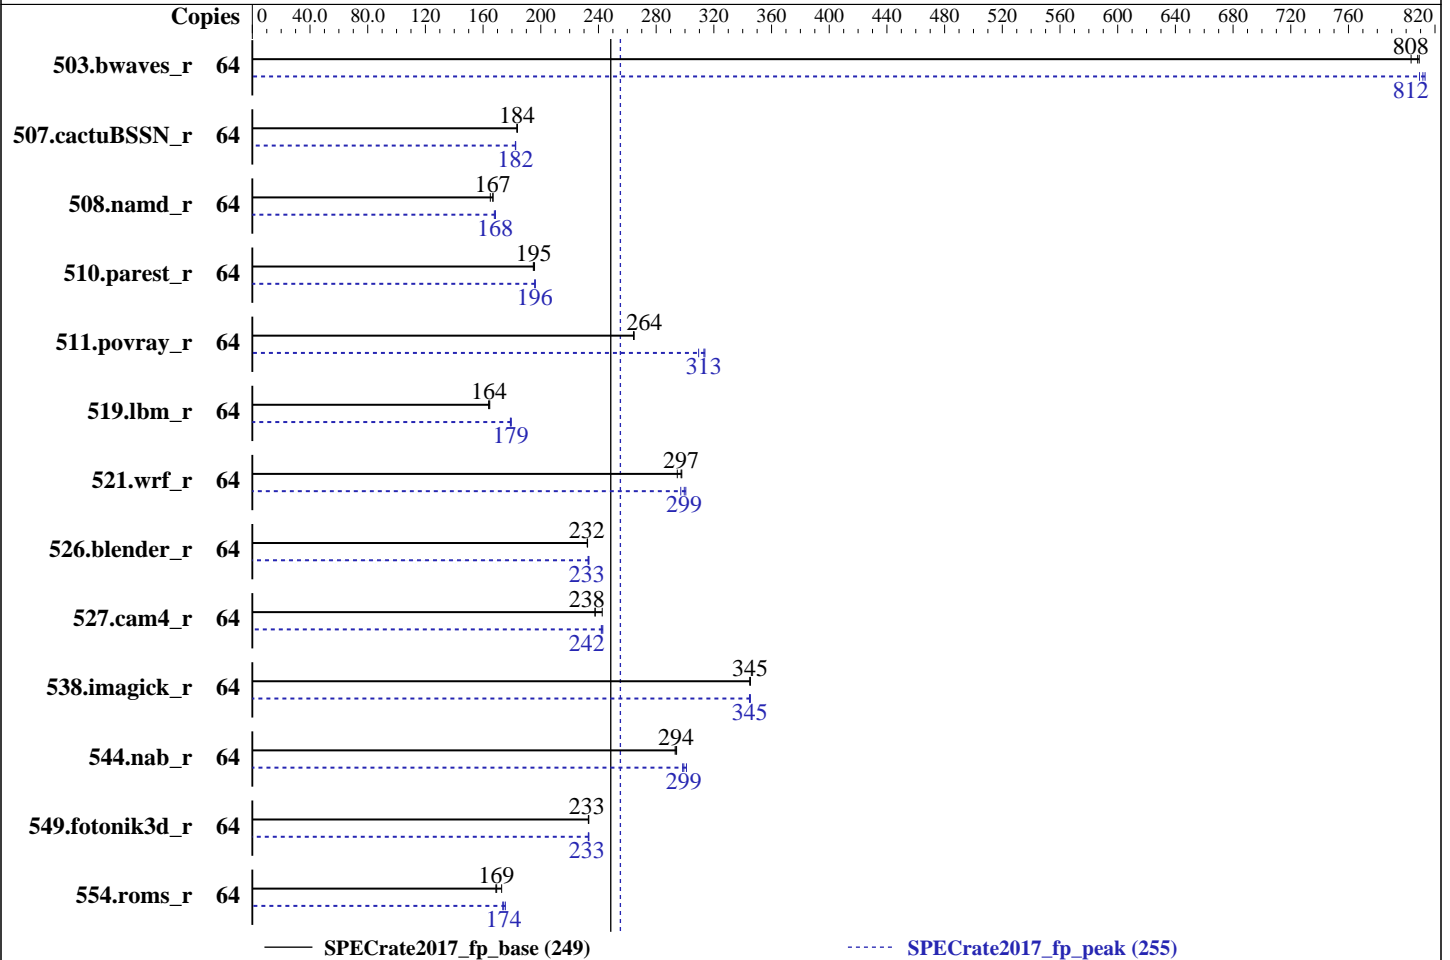 Copies 0 40.0 80.0 120 160 200 240 280 320 360 400 440 480 520 560 600 640 680 720 760 820
808
503.bwaves_r 64
812
184
507.cactuBSSN_r 64
182
167
508.namd_r 64
168
195
510.parest_r 64
196
264
511.povray_r 64
313
164
519.lbm_r 64
179
297
521.wrf_r 64
299
232
526.blender_r 64
233
238
527.cam4_r 64
242
345
538.imagick_r 64
345
294
544.nab_r 64
299
233
549.fotonik3d_r 64
233
169
554.roms_r 64
174
SPECrate2017_fp_base (249) SPECrate2017_fp_peak (255)